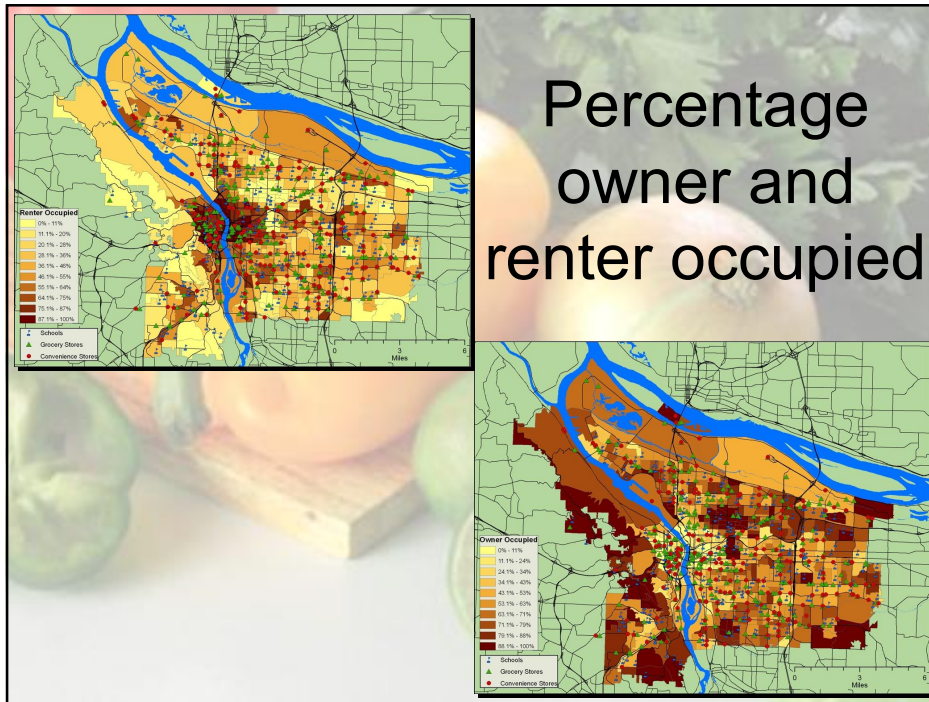 Percentage
owner and
renter occupied
Renter Occupied
0% - 11%
11.1% - 20%
20.1% - 28%
28.1% - 36%
36.1% - 46%
46.1% - 55%
55.1% - 64%
64.1% - 75%
75.1% - 87%
87.1% - 100%
Schools
Grocery Stores
Convenience Stores
0 3 6
Miles
Owner Occupied
0% - 11%
11.1% - 24%
24.1% - 34%
34.1% - 43%
43.1% - 53%
53.1% - 63%
63.1% - 71%
71.1% - 79%
79.1% - 88%
88.1% - 100%
Schools
Grocery Stores
Convenience Stores
0 3 6
Miles